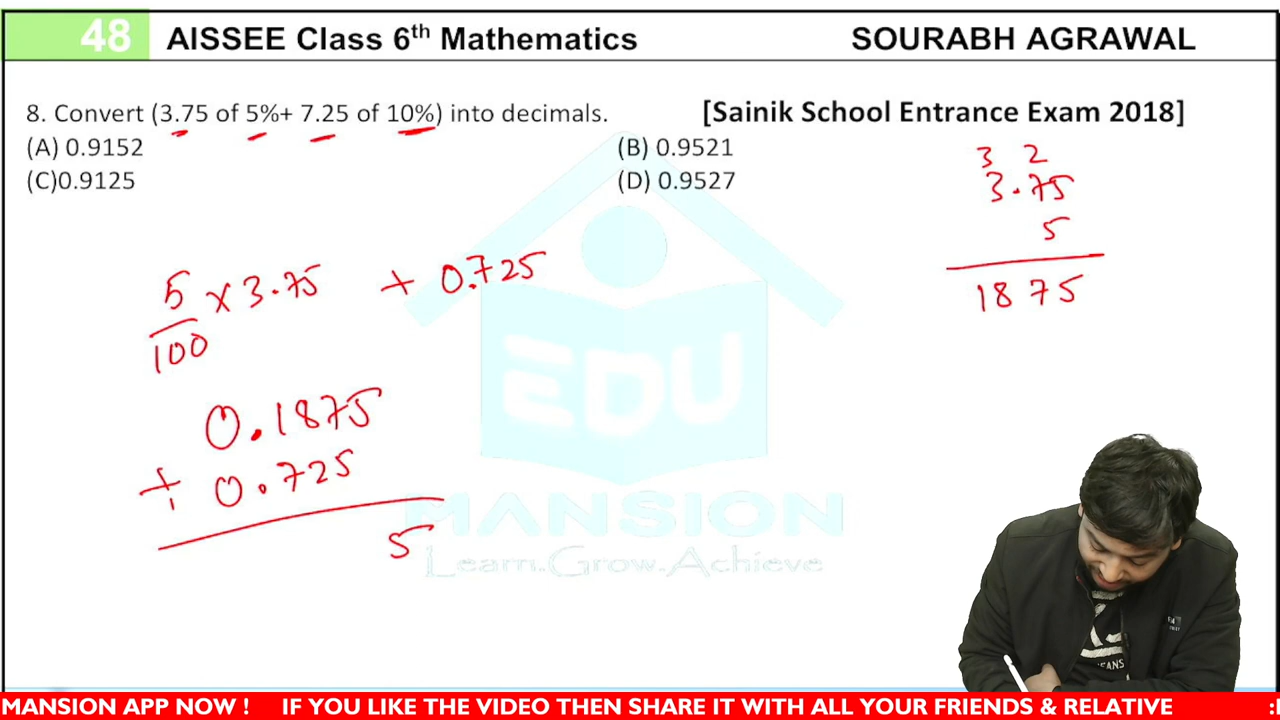 48 AISSEE Class 6th Mathematics SOURABH AGRAWAL
8. Convert (3.75 of 5%+ 7.25 of 10%) into decimals. [Sainik School Entrance Exam 2018]
(A) 0.9152 (B) 0.9521
(C)0.9125 (D) 0.9527
3 2
3.75
5
1875
5/100 × 3.75 + 0.725
0.1875
+ 0.725
5
EDU
MANSION
Learn.Grow.Achieve
MANSION APP NOW ! IF YOU LIKE THE VIDEO THEN SHARE IT WITH ALL YOUR FRIENDS & RELATIVE :